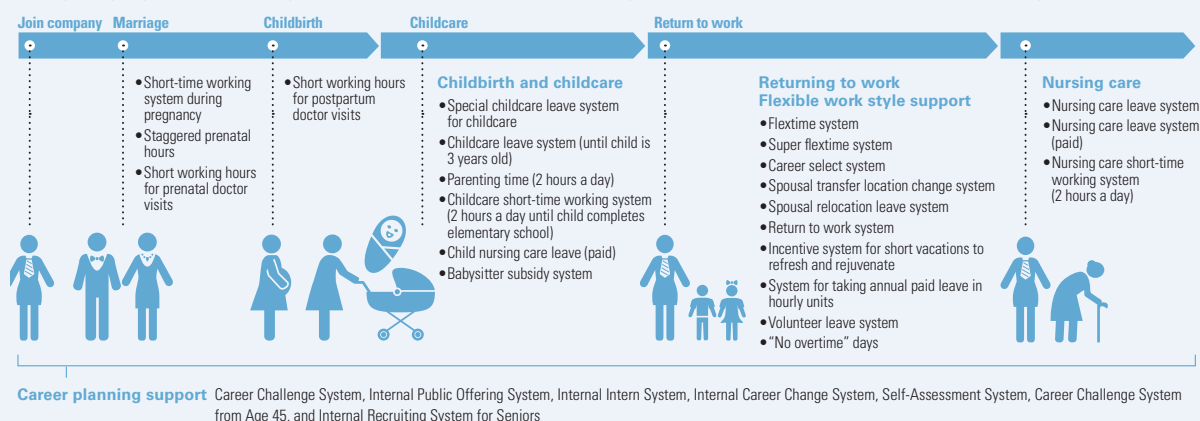 Join company
Marriage
Childbirth
Childcare
Return to work
•Short-time working
system during
pregnancy
•Staggered prenatal
hours
•Short working hours
for prenatal doctor
visits
•Short working hours
for postpartum
doctor visits
Childbirth and childcare
•Special childcare leave system
for childcare
•Childcare leave system (until child is
3 years old)
•Parenting time (2 hours a day)
•Childcare short-time working system
(2 hours a day until child completes
elementary school)
•Child nursing care leave (paid)
•Babysitter subsidy system
Returning to work
Flexible work style support
•Flextime system
•Super flextime system
•Career select system
•Spousal transfer location change system
•Spousal relocation leave system
•Return to work system
•Incentive system for short vacations to
refresh and rejuvenate
•System for taking annual paid leave in
hourly units
•Volunteer leave system
•“No overtime” days
Nursing care
•Nursing care leave system
•Nursing care leave system
(paid)
•Nursing care short-time
working system
(2 hours a day)
Career planning support Career Challenge System, Internal Public Offering System, Internal Intern System, Internal Career Change System, Self-Assessment System, Career Challenge System
from Age 45, and Internal Recruiting System for Seniors